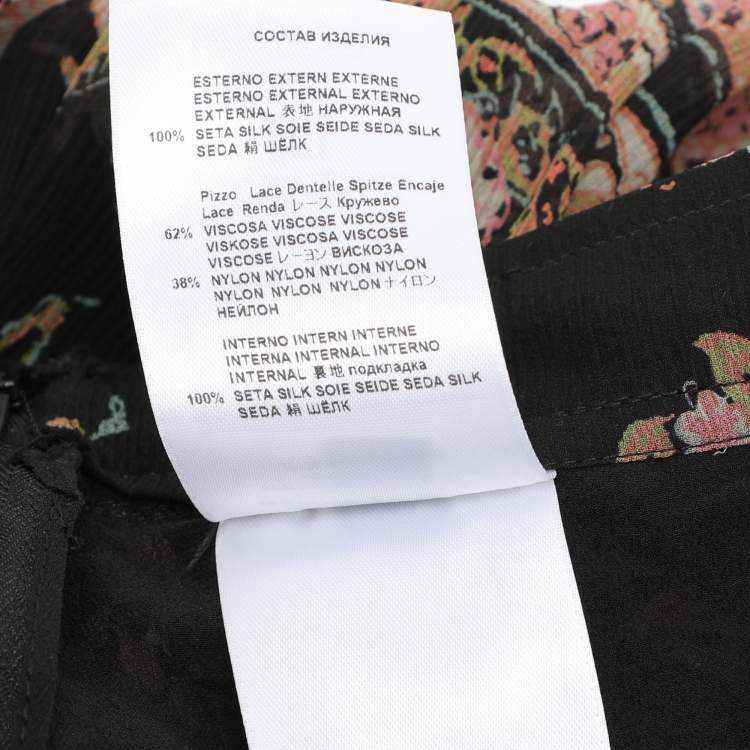 СОСТАВ ИЗДЕЛИЯ
ESTERNO EXTERN EXTERNE
ESTERNO EXTERNAL EXTERNO
EXTERNAL 表地 НАРУЖНАЯ
100% SETA SILK SOIE SEIDE SEDA SILK
SEDA 絹 ШЁЛК
Pizzo Lace Dentelle Spitze Encaje
Lace Renda レース Кружево
62% VISCOSA VISCOSE VISCOSE
VISKOSE VISCOSA VISCOSE
VISCOSE レーヨン ВИСКОЗА
38% NYLON NYLON NYLON NYLON
NYLON NYLON NYLON ナイロン
НЕЙЛОН
INTERNO INTERN INTERNE
INTERNA INTERNAL INTERNO
INTERNAL 裏地 подкладка
100% SETA SILK SOIE SEIDE SEDA SILK
SEDA 絹 ШЁЛК